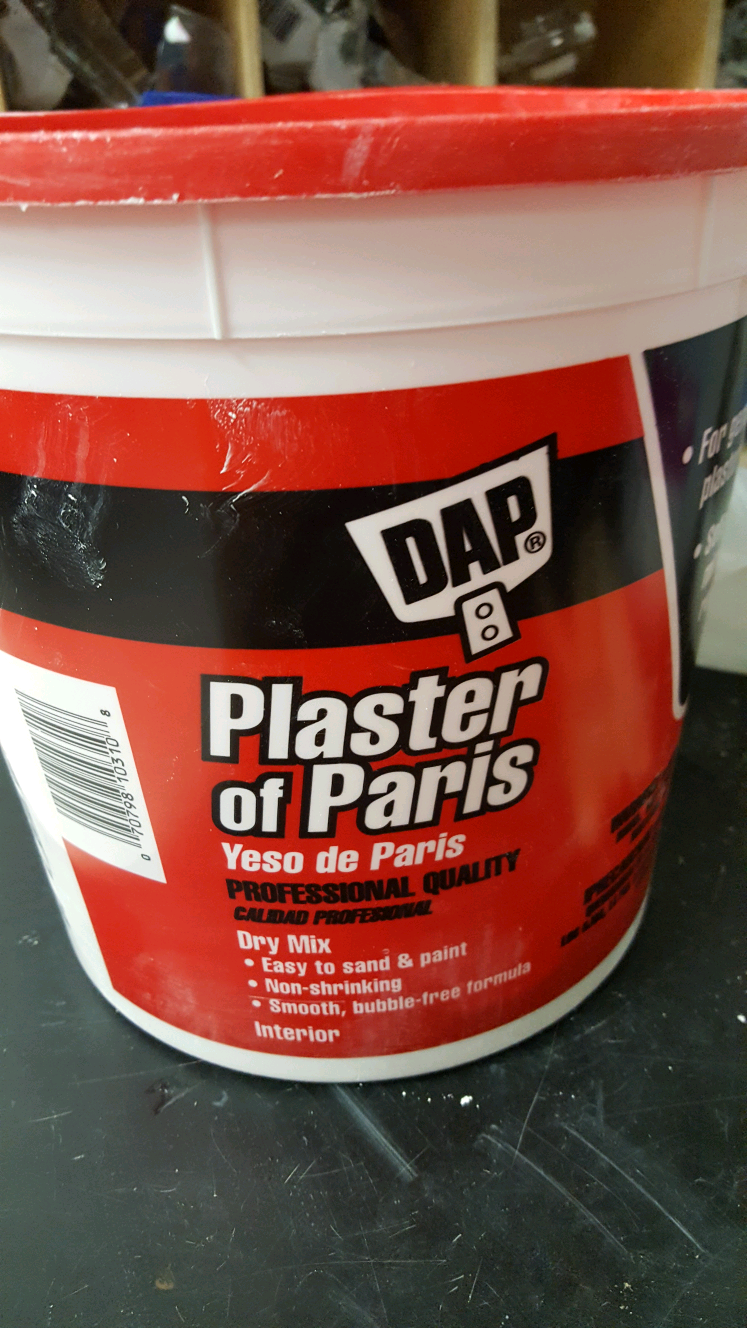 DAP®
Plaster
of Paris
Yeso de Paris
PROFESSIONAL QUALITY
CALIDAD PROFESIONAL
Dry Mix
• Easy to sand & paint
• Non-shrinking
• Smooth, bubble-free formula
Interior
0 70798 10310 8
• For